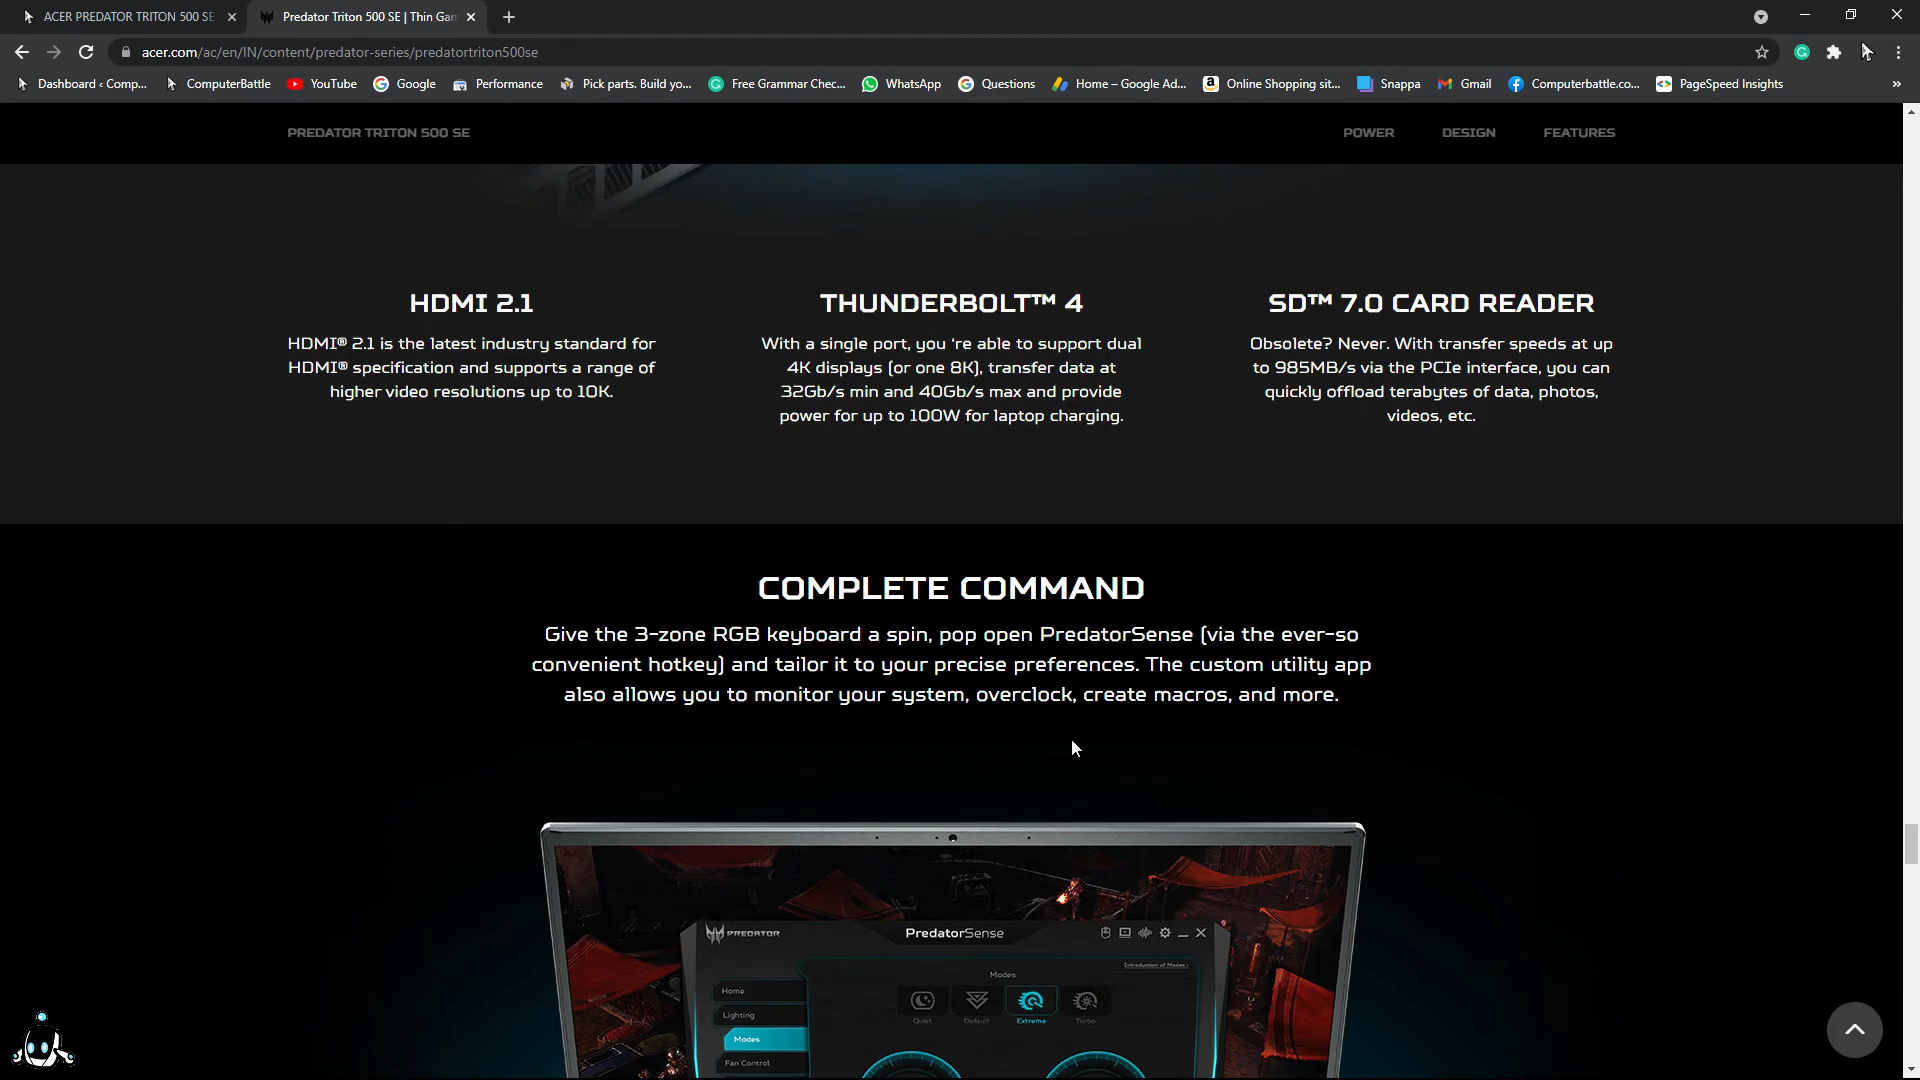 ACER PREDATOR TRITON 500 SE
Predator Triton 500 SE | Thin Gam
acer.com/ac/en/IN/content/predator-series/predatortriton500se
Dashboard ‹ Comp...
ComputerBattle
YouTube
Google
Performance
Pick parts. Build yo...
Free Grammar Chec...
WhatsApp
Questions
Home – Google Ad...
Online Shopping sit...
Snappa
Gmail
Computerbattle.co...
PageSpeed Insights
»
PREDATOR TRITON 500 SE
POWER
DESIGN
FEATURES
HDMI 2.1
HDMI® 2.1 is the latest industry standard for
HDMI® specification and supports a range of
higher video resolutions up to 10K.
THUNDERBOLT™ 4
With a single port, you 're able to support dual
4K displays (or one 8K), transfer data at
32Gb/s min and 40Gb/s max and provide
power for up to 100W for laptop charging.
SD™ 7.0 CARD READER
Obsolete? Never. With transfer speeds at up
to 985MB/s via the PCIe interface, you can
quickly offload terabytes of data, photos,
videos, etc.
COMPLETE COMMAND
Give the 3-zone RGB keyboard a spin, pop open PredatorSense (via the ever-so
convenient hotkey) and tailor it to your precise preferences. The custom utility app
also allows you to monitor your system, overclock, create macros, and more.
PREDATOR
PredatorSense
Introduction of Modes
Modes
Home
Lighting
Modes
Fan Control
Quiet
Default
Extreme
Turbo